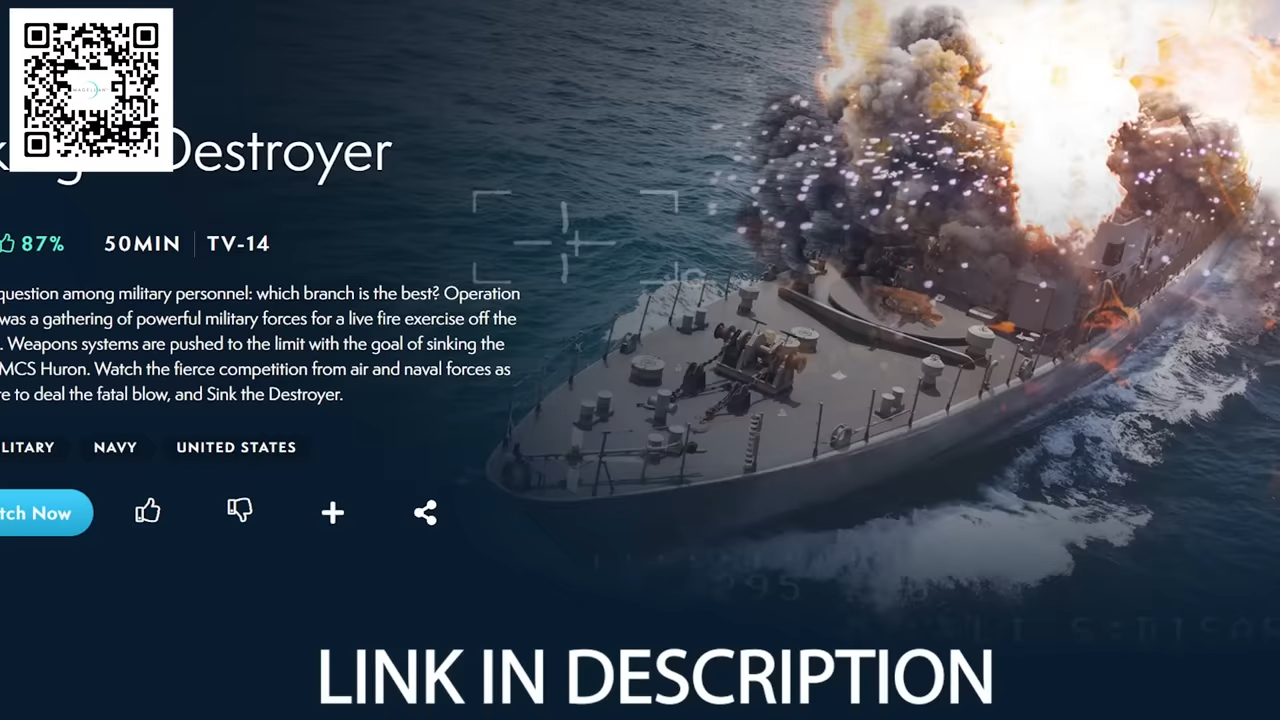 Destroyer
87% 50MIN TV-14
question among military personnel: which branch is the best? Operation
was a gathering of powerful military forces for a live fire exercise off the
. Weapons systems are pushed to the limit with the goal of sinking the
MCS Huron. Watch the fierce competition from air and naval forces as
re to deal the fatal blow, and Sink the Destroyer.
LITARY NAVY UNITED STATES
tch Now
LINK IN DESCRIPTION